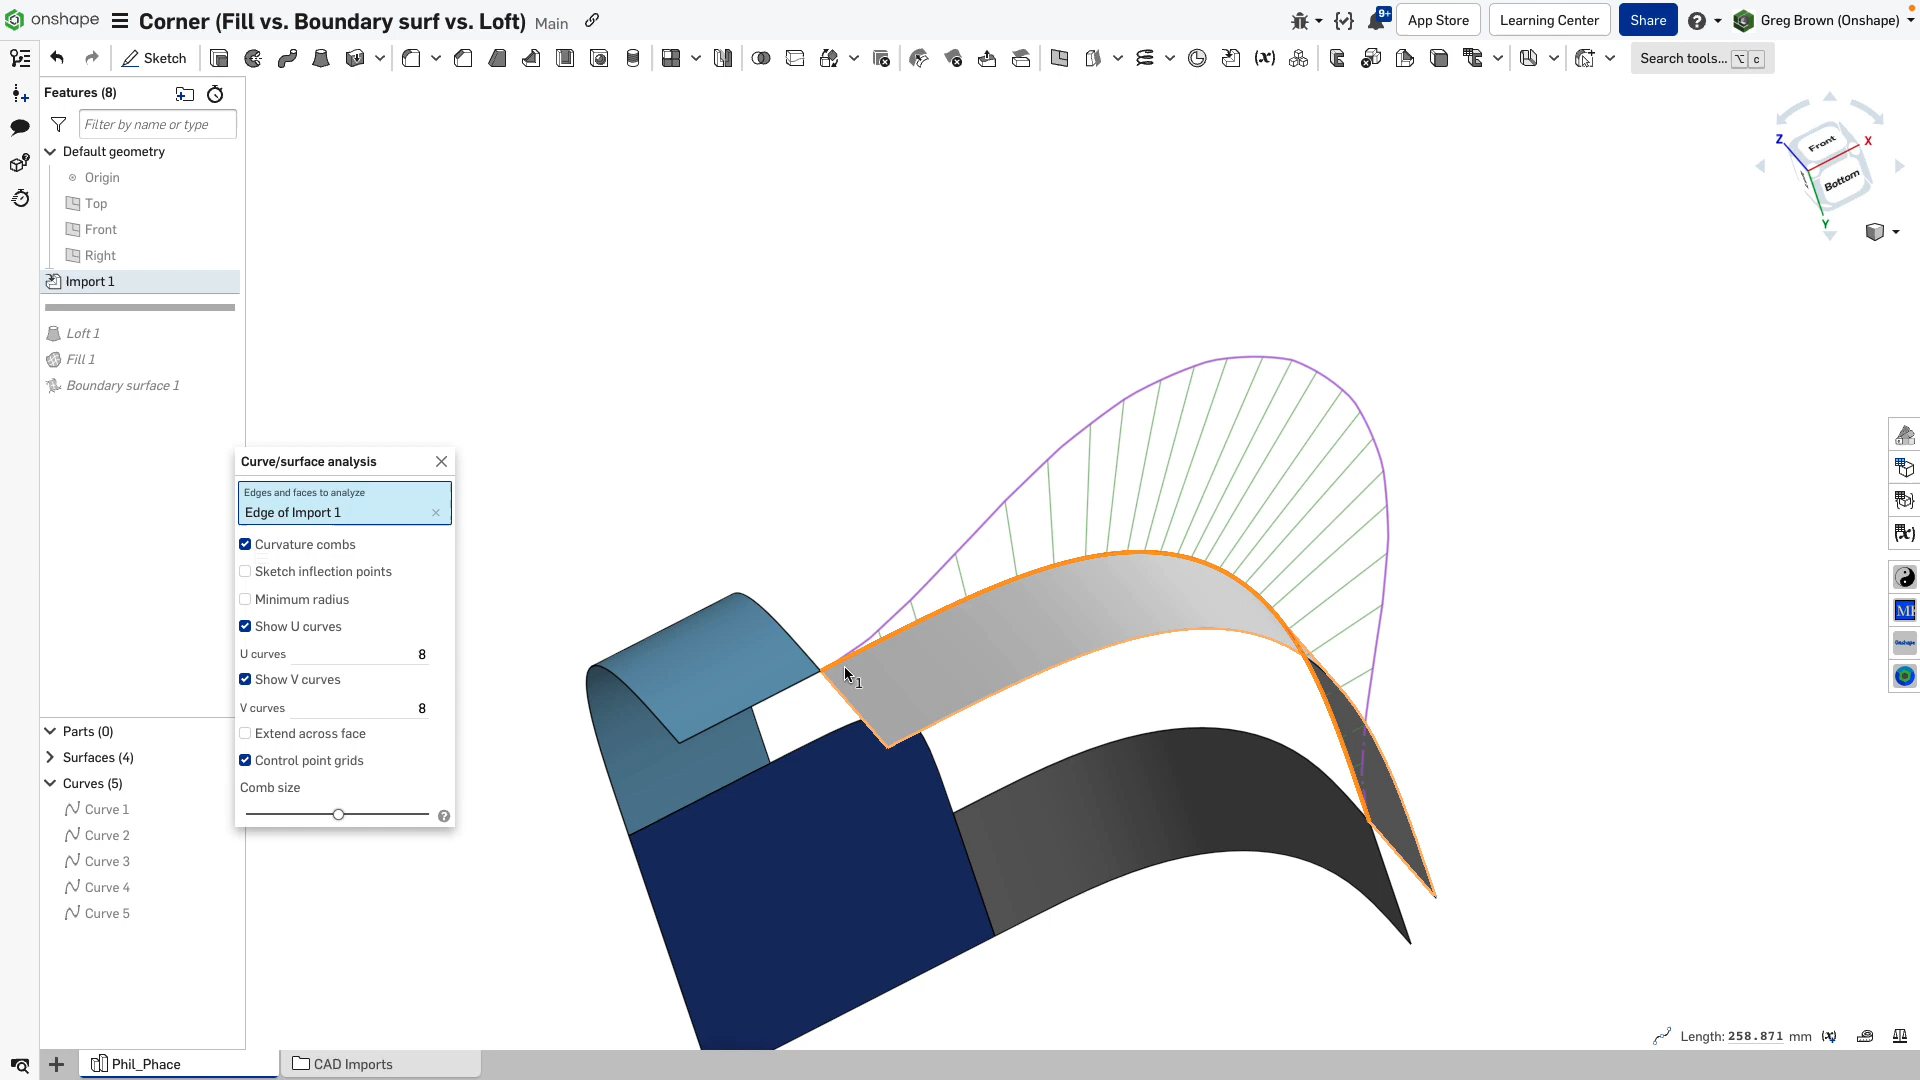 onshape Corner (Fill vs. Boundary surf vs. Loft) Main 9+ App Store Learning Center Share Greg Brown (Onshape)
Sketch Search tools... ⌥ c
Features (8)
Filter by name or type
Default geometry
Origin
Top
Front
Right
Import 1
Loft 1
Fill 1
Boundary surface 1
Z
Front
X
Bottom
Y
Curve/surface analysis
Edges and faces to analyze
Edge of Import 1
Curvature combs
Sketch inflection points
Minimum radius
Show U curves
U curves 8
Show V curves
V curves 8
Extend across face
Control point grids
Comb size
1
Parts (0)
Surfaces (4)
Curves (5)
Curve 1
Curve 2
Curve 3
Curve 4
Curve 5
Length: 258.871 mm
Phil_Phace CAD Imports